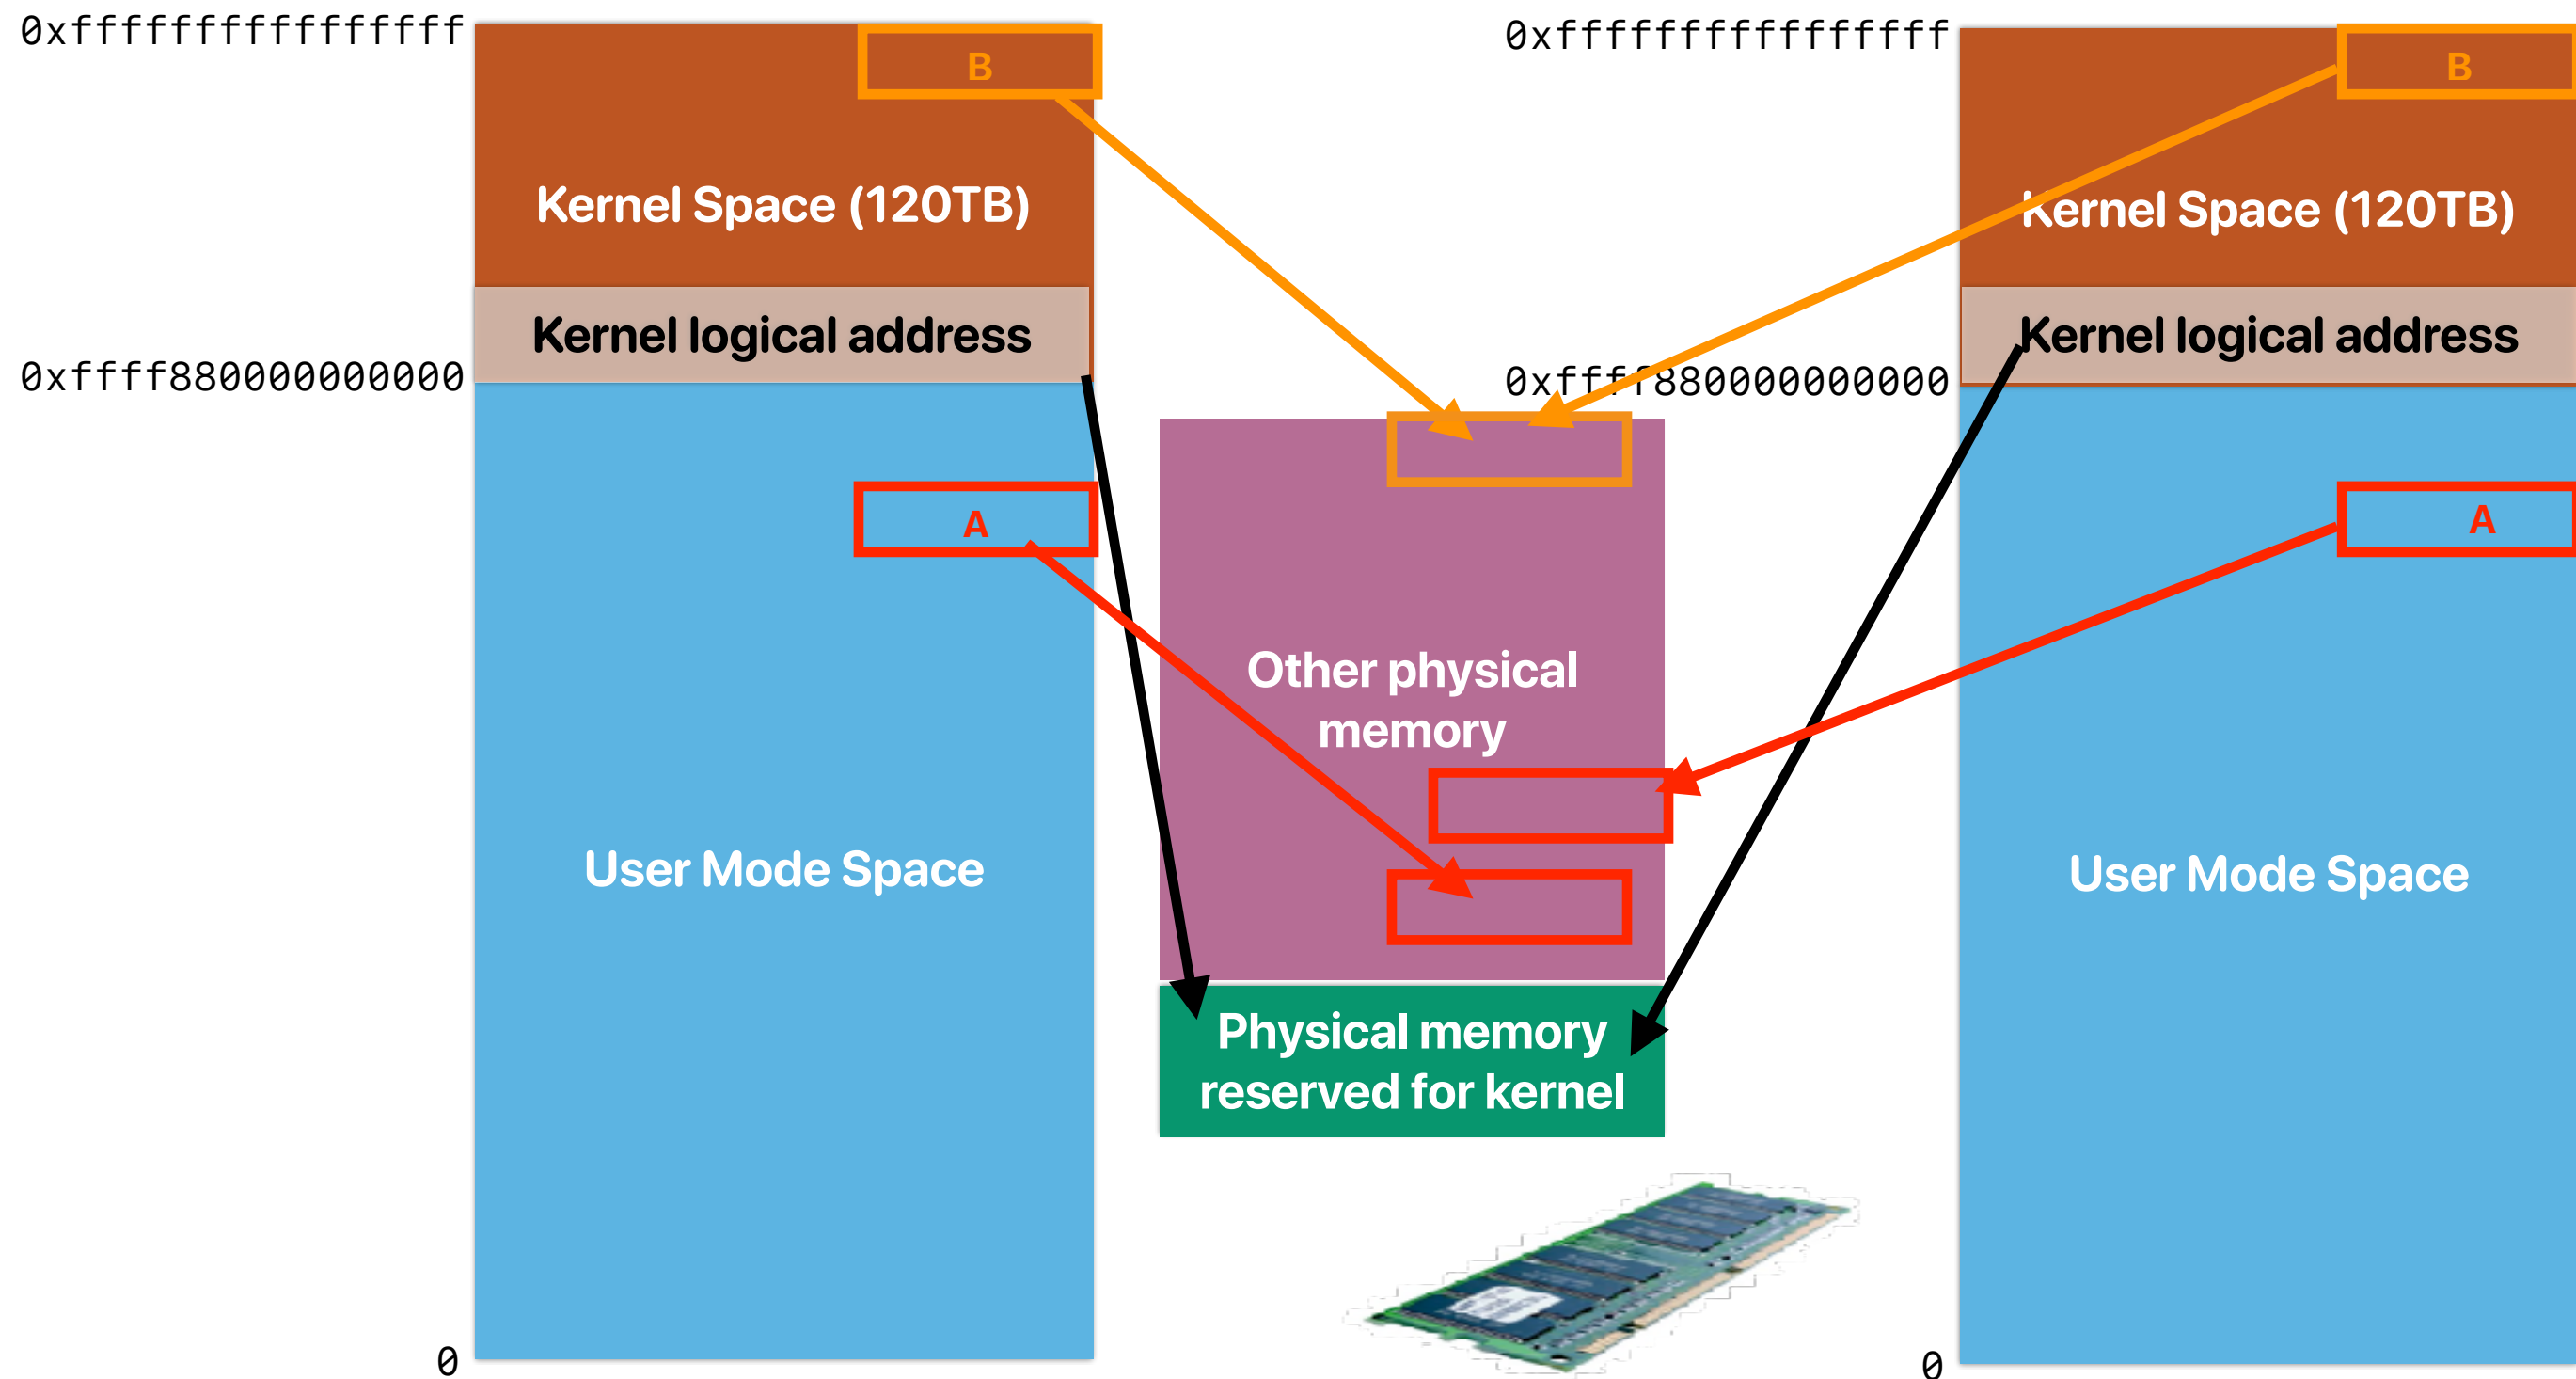 0xffffffffffffffff
B
Kernel Space (120TB)
Kernel logical address
0xffff880000000000
A
User Mode Space
0
Other physical
memory
Physical memory
reserved for kernel
0xffffffffffffffff
B
Kernel Space (120TB)
Kernel logical address
0xffff880000000000
A
User Mode Space
0